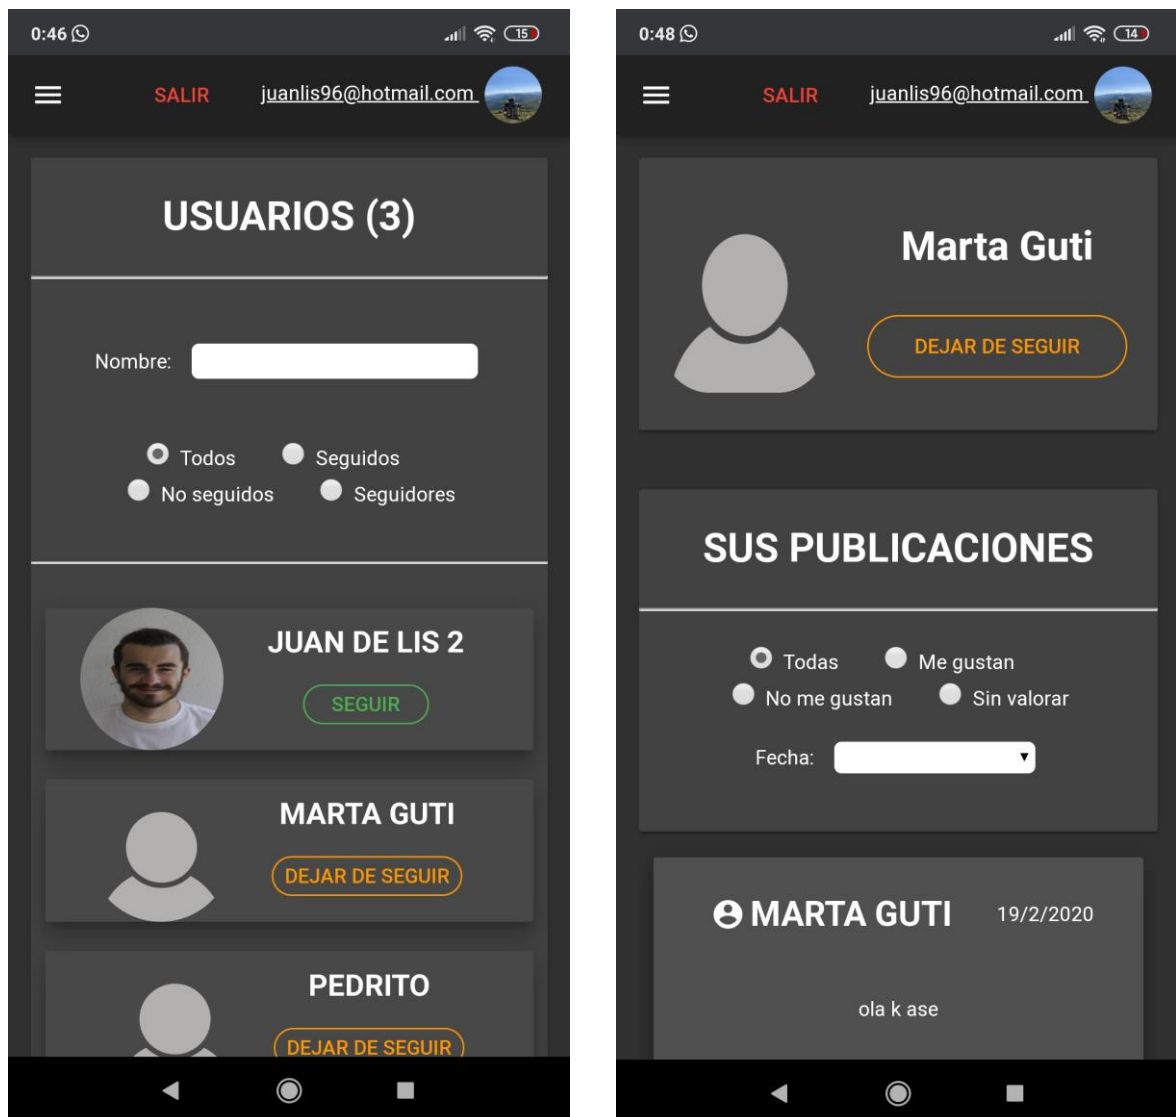 0:46
15
SALIR juanlis96@hotmail.com
USUARIOS (3)
Nombre:
Todos Seguidos
No seguidos Seguidores
JUAN DE LIS 2
SEGUIR
MARTA GUTI
DEJAR DE SEGUIR
PEDRITO
DEJAR DE SEGUIR
0:48
14
SALIR juanlis96@hotmail.com
Marta Guti
DEJAR DE SEGUIR
SUS PUBLICACIONES
Todas Me gustan
No me gustan Sin valorar
Fecha:
MARTA GUTI 19/2/2020
ola k ase